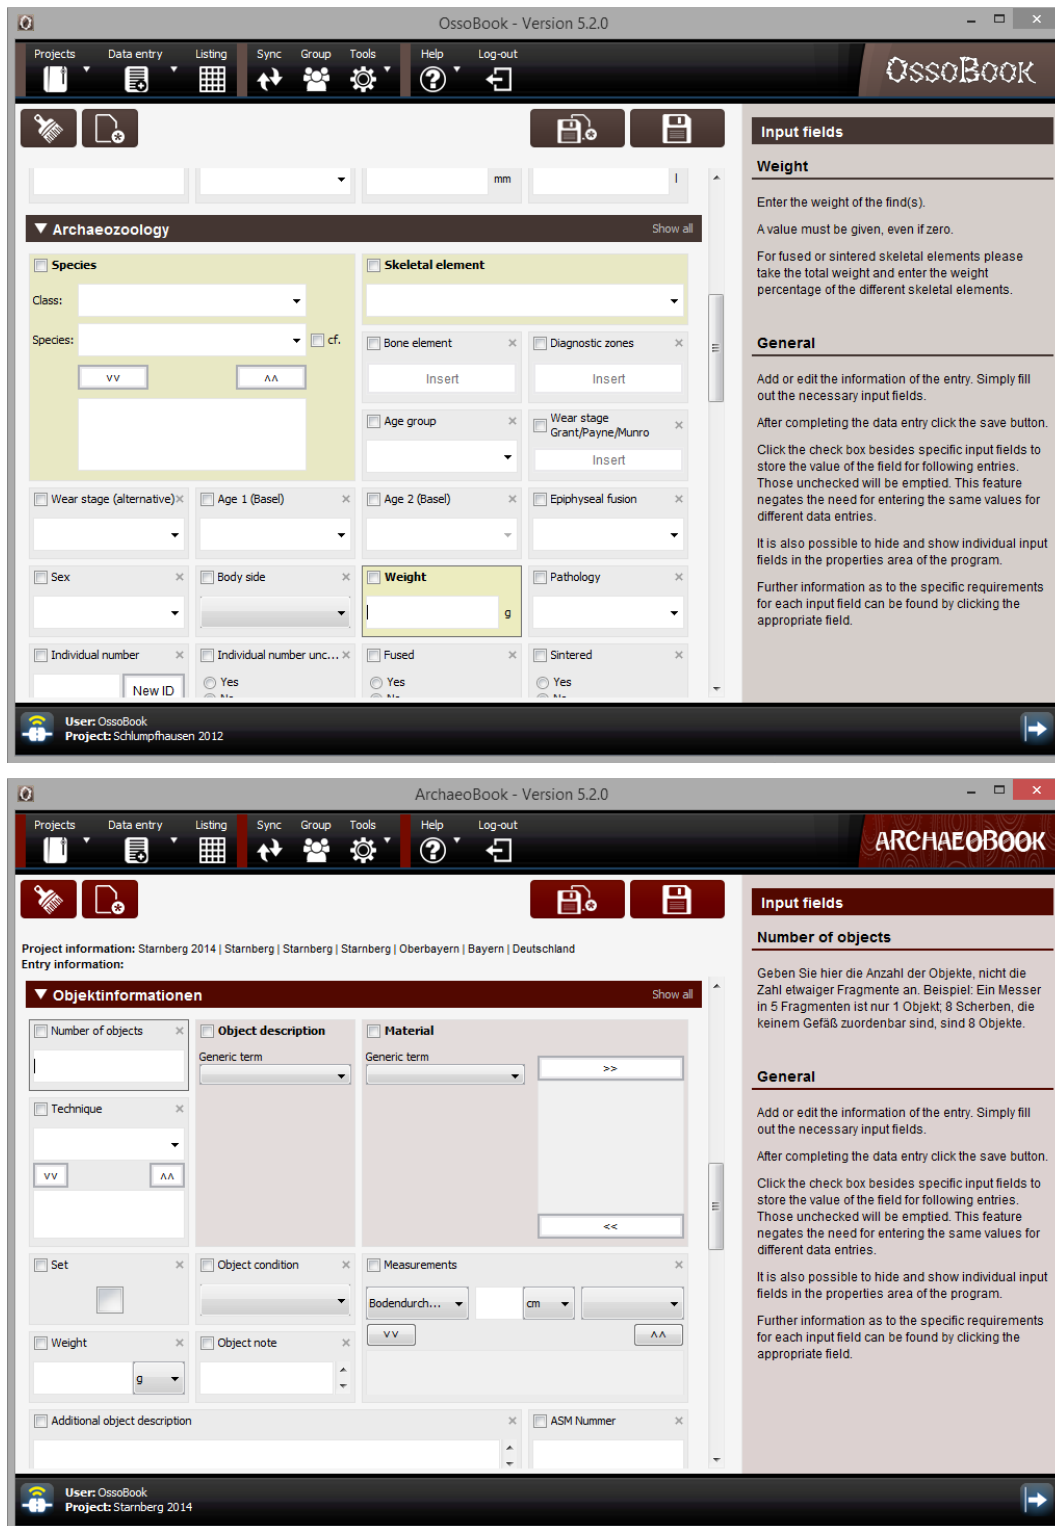 OssoBook - Version 5.2.0
Projects Data entry Listing Sync Group Tools Help Log-out
OssoBook
mm l
Input fields
Weight
Enter the weight of the find(s).
A value must be given, even if zero.
For fused or sintered skeletal elements please
take the total weight and enter the weight
percentage of the different skeletal elements.
General
Add or edit the information of the entry. Simply fill
out the necessary input fields.
After completing the data entry click the save button.
Click the check box besides specific input fields to
store the value of the field for following entries.
Those unchecked will be emptied. This feature
negates the need for entering the same values for
different data entries.
It is also possible to hide and show individual input
fields in the properties area of the program.
Further information as to the specific requirements
for each input field can be found by clicking the
appropriate field.
Archaeozoology Show all
Species Skeletal element
Class:
Species: cf.
Bone element Diagnostic zones
vv ʌʌ Insert Insert
Age group Wear stage
Grant/Payne/Munro
Insert
Wear stage (alternative) Age 1 (Basel) Age 2 (Basel) Epiphyseal fusion
Sex Body side Weight Pathology
g
Individual number Individual number unc... Fused Sintered
New ID Yes Yes Yes
No No No
User: OssoBook
Project: Schlumpfhausen 2012
ArchaeoBook - Version 5.2.0
Projects Data entry Listing Sync Group Tools Help Log-out
ARCHAEOBOOK
Project information: Starnberg 2014 | Starnberg | Starnberg | Starnberg | Oberbayern | Bayern | Deutschland
Entry information:
Input fields
Number of objects
Geben Sie hier die Anzahl der Objekte, nicht die
Zahl etwaiger Fragmente an. Beispiel: Ein Messer
in 5 Fragmenten ist nur 1 Objekt; 8 Scherben, die
keinem Gefäß zuordenbar sind, sind 8 Objekte.
General
Add or edit the information of the entry. Simply fill
out the necessary input fields.
After completing the data entry click the save button.
Click the check box besides specific input fields to
store the value of the field for following entries.
Those unchecked will be emptied. This feature
negates the need for entering the same values for
different data entries.
It is also possible to hide and show individual input
fields in the properties area of the program.
Further information as to the specific requirements
for each input field can be found by clicking the
appropriate field.
Objektinformationen Show all
Number of objects Object description Material
Generic term Generic term
>>
Technique
vv ʌʌ
<<
Set Object condition Measurements
Bodendurch... cm
vv ʌʌ
Weight Object note
g
Additional object description ASM Nummer
User: OssoBook
Project: Starnberg 2014